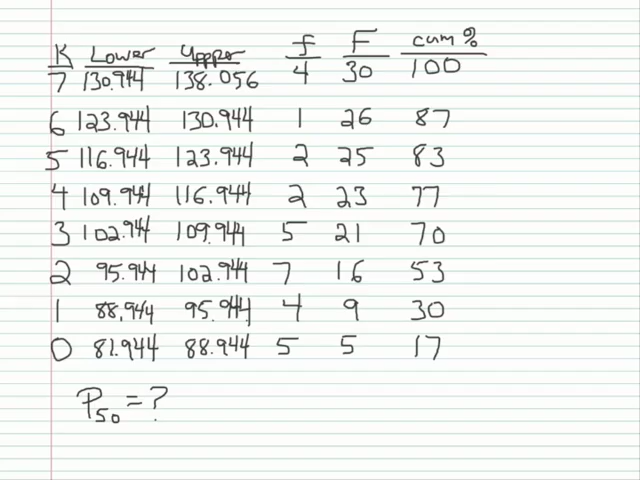 K Lower Uppper f F cum %
7 130.944 138.056 4 30 100
6 123.944 130.944 1 26 87
5 116.944 123.944 2 25 83
4 109.944 116.944 2 23 77
3 102.944 109.944 5 21 70
2 95.944 102.944 7 16 53
1 88.944 95.944 4 9 30
0 81.944 88.944 5 5 17
P50 = ?